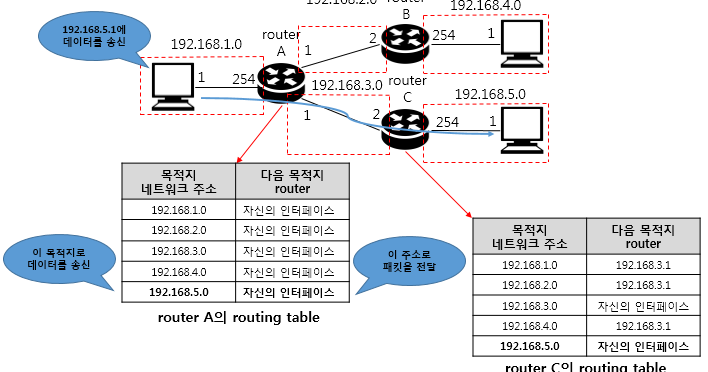 192.168.2.0
router
B
192.168.4.0
192.168.5.1에
데이터를 송신
192.168.1.0
router
A
1
2
254
1
1
254
192.168.3.0
router
C
192.168.5.0
1
2
254
1
목적지
네트워크 주소
다음 목적지
router
192.168.1.0 자신의 인터페이스
192.168.2.0 자신의 인터페이스
192.168.3.0 자신의 인터페이스
192.168.4.0 자신의 인터페이스
192.168.5.0 자신의 인터페이스
router A의 routing table
이 목적지로
데이터를 송신
이 주소로
패킷을 전달
목적지
네트워크 주소
다음 목적지
router
192.168.1.0 192.168.3.1
192.168.2.0 192.168.3.1
192.168.3.0 자신의 인터페이스
192.168.4.0 192.168.3.1
192.168.5.0 자신의 인터페이스
router C의 routing table